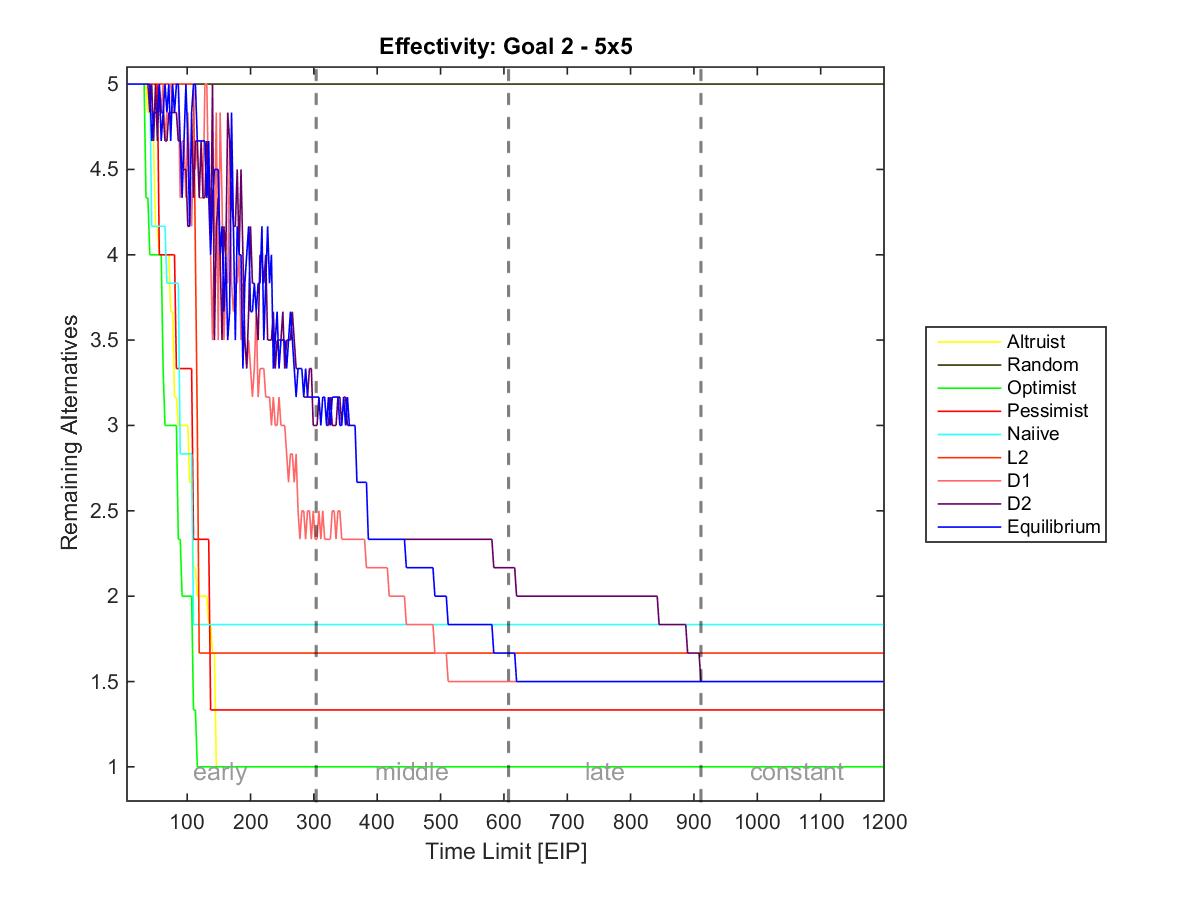 Effectivity: Goal 2 - 5x5
Remaining Alternatives
5
4.5
4
3.5
3
2.5
2
1.5
1
early middle late constant
100 200 300 400 500 600 700 800 900 1000 1100 1200
Time Limit [EIP]
Altruist
Random
Optimist
Pessimist
Naiive
L2
D1
D2
Equilibrium